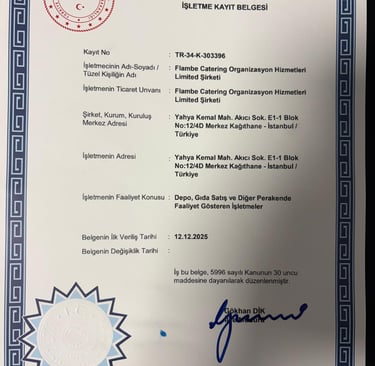 İŞLETME KAYIT BELGESİ
Kayıt No : TR-34-K-303396
İşletmecinin Adı-Soyadı / : Flambe Catering Organizasyon Hizmetleri
Tüzel Kişiliğin Adı Limited Şirketi
İşletmenin Ticaret Unvanı : Flambe Catering Organizasyon Hizmetleri
Limited Şirketi
Şirket, Kurum, Kuruluş : Yahya Kemal Mah. Akıcı Sok. E1-1 Blok
Merkez Adresi No:12/4D Merkez Kağıthane - İstanbul /
Türkiye
İşletmenin Adresi : Yahya Kemal Mah. Akıcı Sok. E1-1 Blok
No:12/4D Merkez Kağıthane - İstanbul /
Türkiye
İşletmenin Faaliyet Konusu : Depo, Gıda Satış ve Diğer Perakende
Faaliyet Gösteren İşletmeler
Belgenin İlk Veriliş Tarihi : 12.12.2025
Belgenin Değişiklik Tarihi :
İş bu belge, 5996 sayılı Kanunun 30 uncu
maddesine dayanılarak düzenlenmiştir.
Gökhan DİK